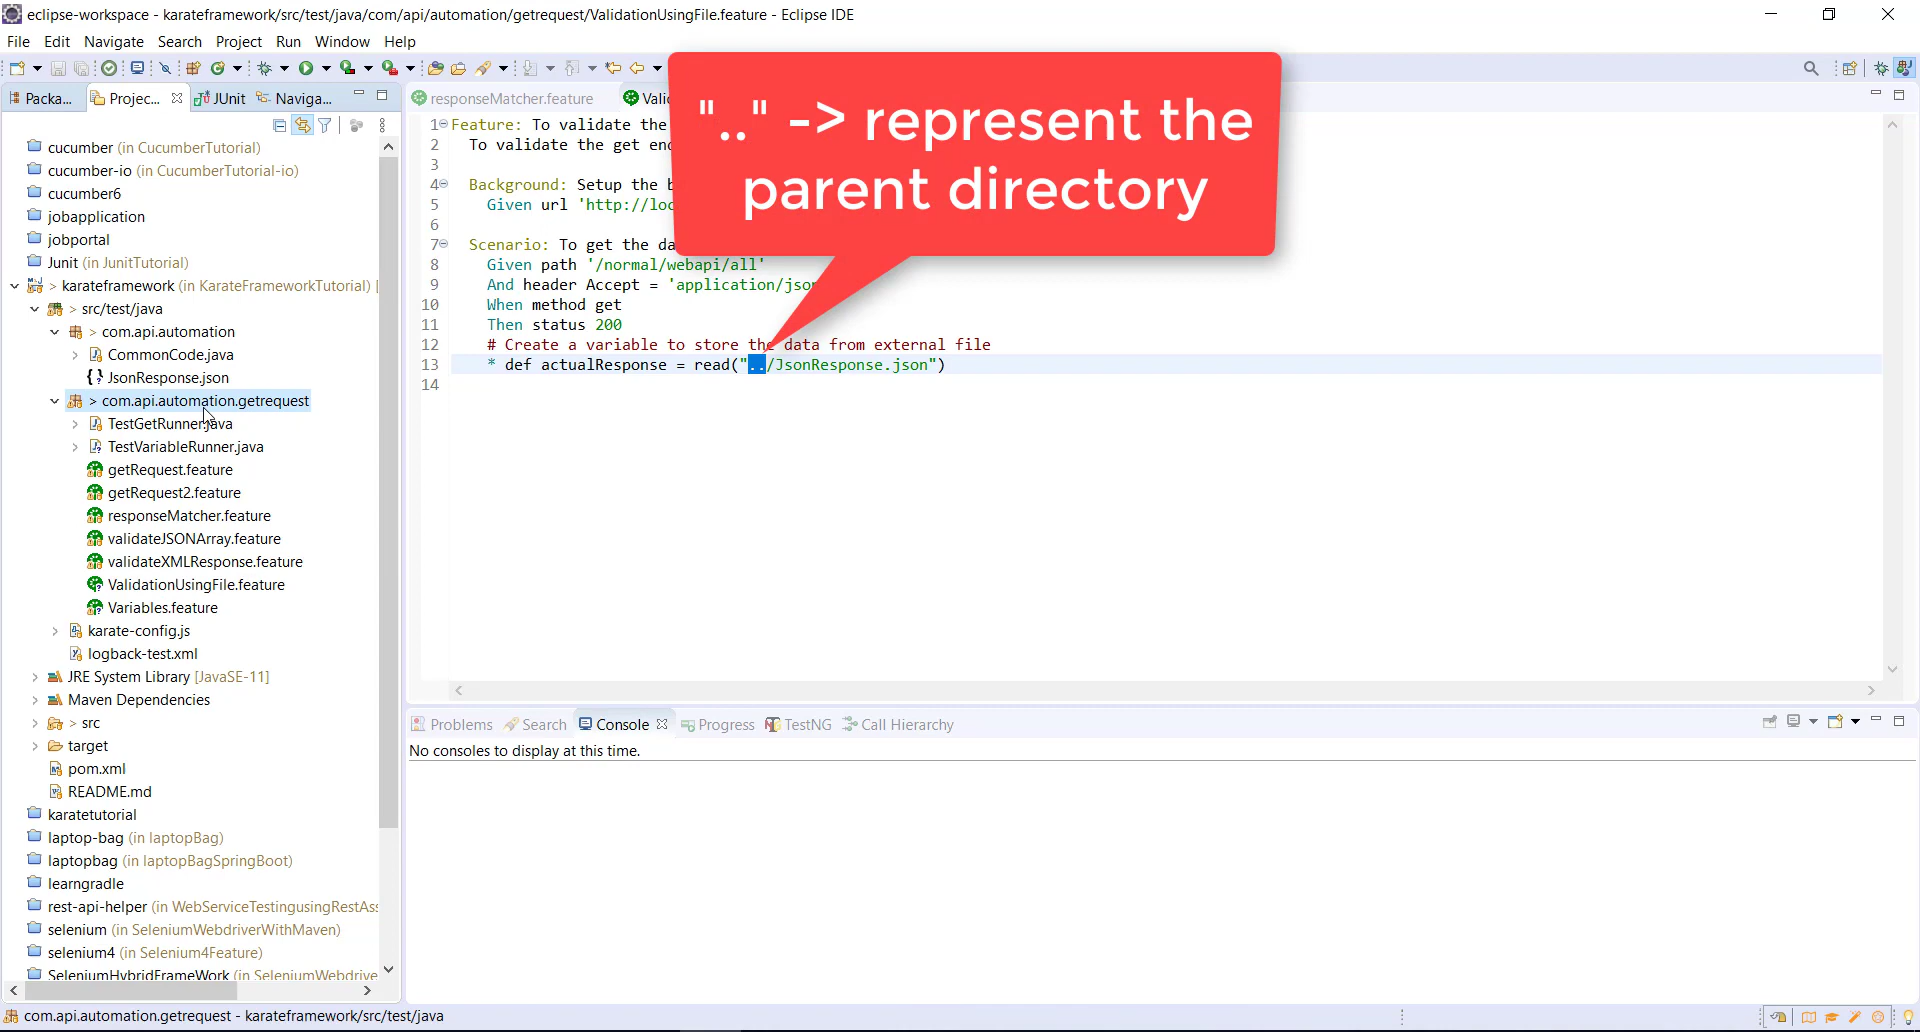 eclipse-workspace - karateframework/src/test/java/com/api/automation/getrequest/ValidationUsingFile.feature - Eclipse IDE
File Edit Navigate Search Project Run Window Help
Packa... Projec... JUnit Naviga...
responseMatcher.feature Valid
".." -> represent the
parent directory
cucumber (in CucumberTutorial)
cucumber-io (in CucumberTutorial-io)
cucumber6
jobapplication
jobportal
Junit (in JunitTutorial)
> karateframework (in KarateFrameworkTutorial) [
> src/test/java
> com.api.automation
CommonCode.java
JsonResponse.json
> com.api.automation.getrequest
TestGetRunner.java
TestVariableRunner.java
getRequest.feature
getRequest2.feature
responseMatcher.feature
validateJSONArray.feature
validateXMLResponse.feature
ValidationUsingFile.feature
Variables.feature
karate-config.js
logback-test.xml
JRE System Library [JavaSE-11]
Maven Dependencies
> src
target
pom.xml
README.md
karatetutorial
laptop-bag (in laptopBag)
laptopbag (in laptopBagSpringBoot)
learngradle
rest-api-helper (in WebServiceTestingusingRestAss
selenium (in SeleniumWebdriverWithMaven)
selenium4 (in Selenium4Feature)
SeleniumHybridFrameWork (in SeleniumWebdrive
1 Feature: To validate the
2 To validate the get en
3
4 Background: Setup the b
5 Given url 'http://loc
6
7 Scenario: To get the da
8 Given path '/normal/webapi/all'
9 And header Accept = 'application/jso
10 When method get
11 Then status 200
12 # Create a variable to store the data from external file
13 * def actualResponse = read("../JsonResponse.json")
14
Problems Search Console Progress TestNG Call Hierarchy
No consoles to display at this time.
com.api.automation.getrequest - karateframework/src/test/java